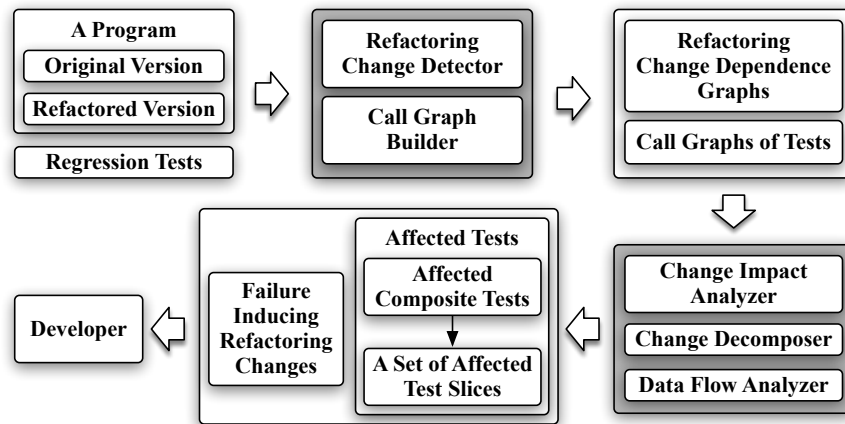 A Program
Original Version
Refactored Version
Regression Tests
Refactoring
Change Detector
Call Graph
Builder
Refactoring
Change Dependence
Graphs
Call Graphs of Tests
Change Impact
Analyzer
Change Decomposer
Data Flow Analyzer
Affected Tests
Affected
Composite Tests
A Set of Affected
Test Slices
Failure
Inducing
Refactoring
Changes
Developer